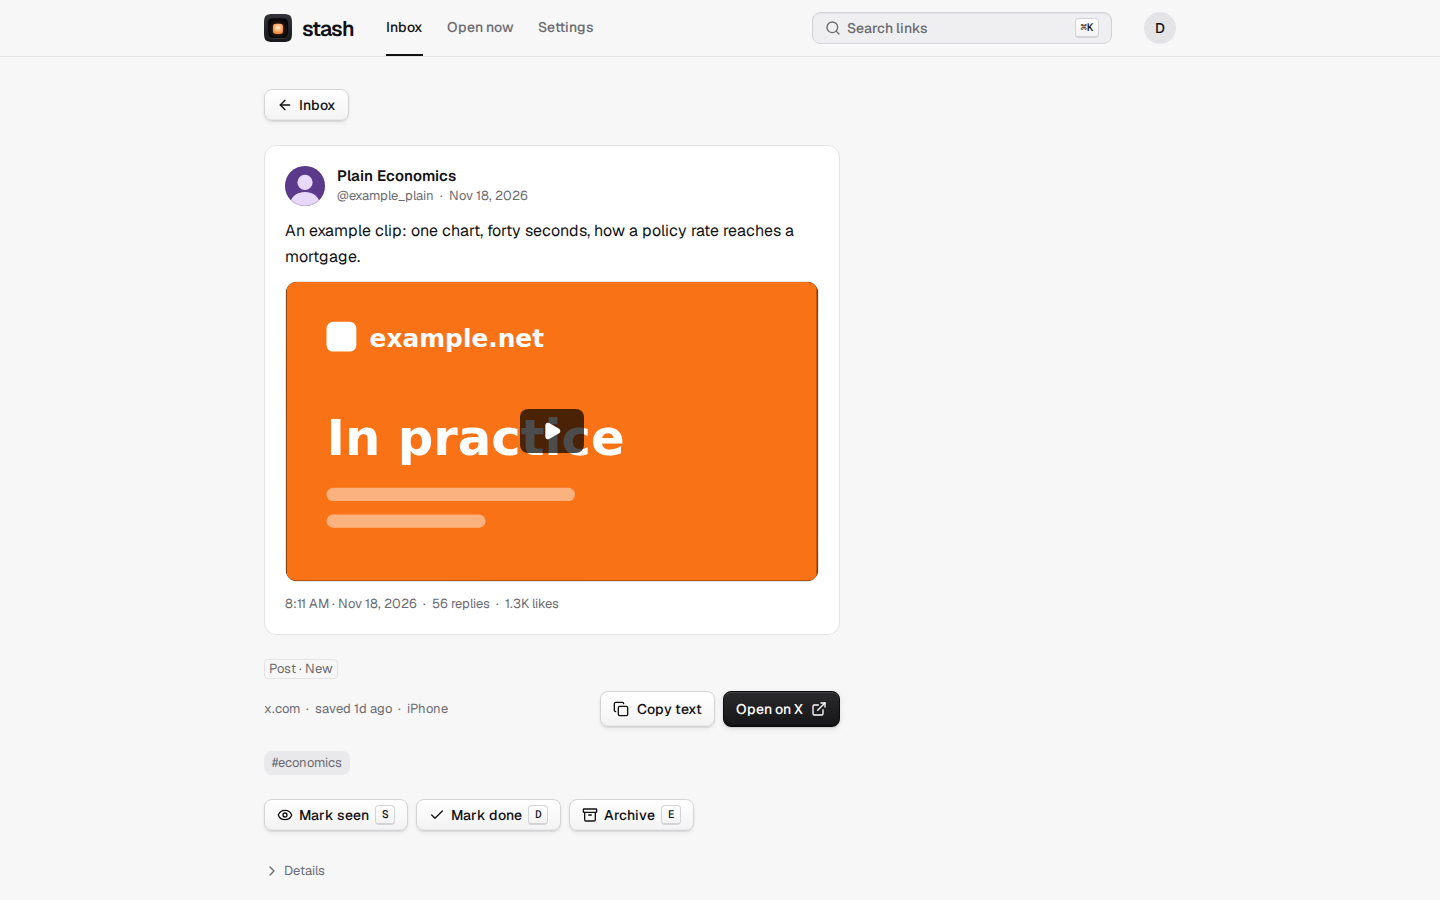 stash
Inbox
Open now
Settings
Search links
⌘K
D
Inbox
Plain Economics
@example_plain · Nov 18, 2026
An example clip: one chart, forty seconds, how a policy rate reaches a
mortgage.
example.net
In practice
8:11 AM · Nov 18, 2026 · 56 replies · 1.3K likes
Post · New
x.com · saved 1d ago · iPhone
Copy text
Open on X
#economics
Mark seen S
Mark done D
Archive E
Details